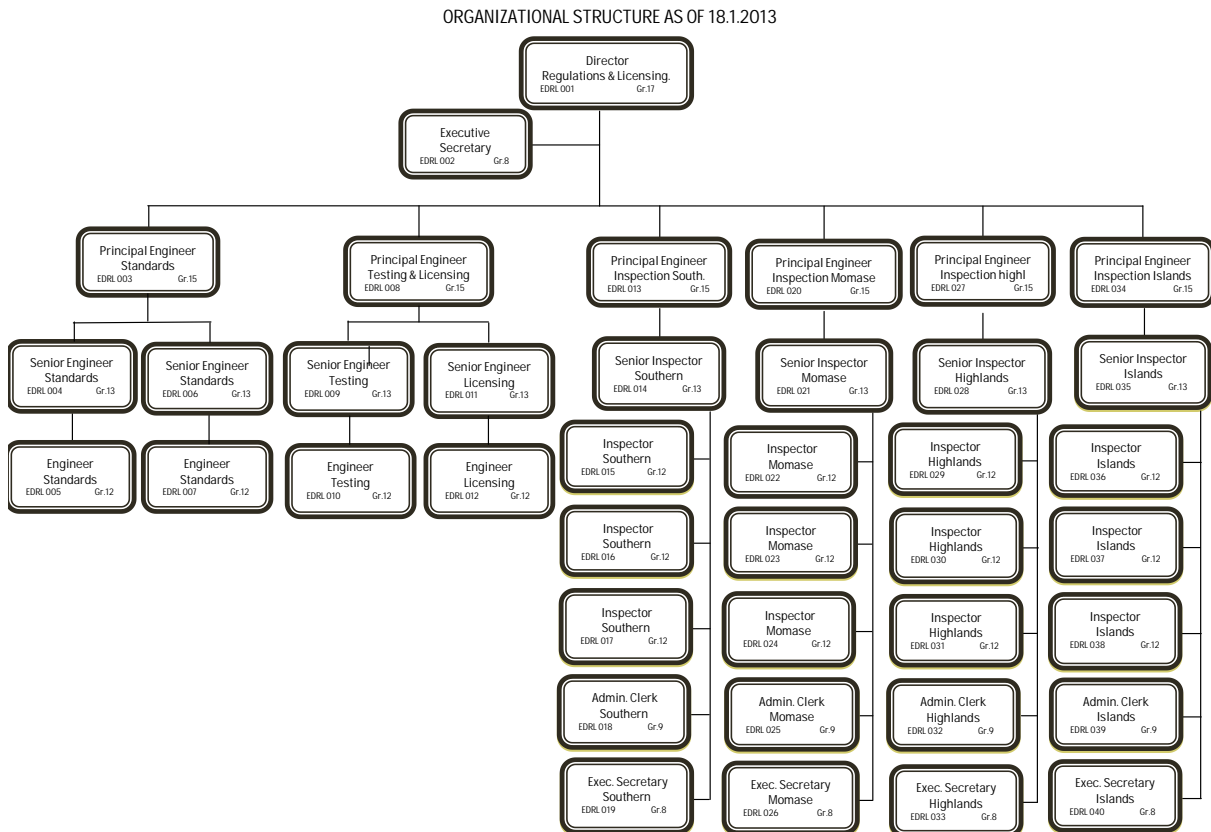 ORGANIZATIONAL STRUCTURE AS OF 18.1.2013
Director
Regulations & Licensing.
EDRL 001 Gr.17
Executive
Secretary
EDRL 002 Gr.8
Principal Engineer
Standards
EDRL 003 Gr.15
Principal Engineer
Testing & Licensing
EDRL 008 Gr.15
Principal Engineer
Inspection South.
EDRL 013 Gr.15
Principal Engineer
Inspection Momase
EDRL 020 Gr.15
Principal Engineer
Inspection highl
EDRL 027 Gr.15
Principal Engineer
Inspection Islands
EDRL 034 Gr.15
Senior Engineer
Standards
EDRL 004 Gr.13
Senior Engineer
Standards
EDRL 006 Gr.13
Senior Engineer
Testing
EDRL 009 Gr.13
Senior Engineer
Licensing
EDRL 011 Gr.13
Senior Inspector
Southern
EDRL 014 Gr.13
Senior Inspector
Momase
EDRL 021 Gr.13
Senior Inspector
Highlands
EDRL 028 Gr.13
Senior Inspector
Islands
EDRL 035 Gr.13
Engineer
Standards
EDRL 005 Gr.12
Engineer
Standards
EDRL 007 Gr.12
Engineer
Testing
EDRL 010 Gr.12
Engineer
Licensing
EDRL 012 Gr.12
Inspector
Southern
EDRL 015 Gr.12
Inspector
Momase
EDRL 022 Gr.12
Inspector
Highlands
EDRL 029 Gr.12
Inspector
Islands
EDRL 036 Gr.12
Inspector
Southern
EDRL 016 Gr.12
Inspector
Momase
EDRL 023 Gr.12
Inspector
Highlands
EDRL 030 Gr.12
Inspector
Islands
EDRL 037 Gr.12
Inspector
Southern
EDRL 017 Gr.12
Inspector
Momase
EDRL 024 Gr.12
Inspector
Highlands
EDRL 031 Gr.12
Inspector
Islands
EDRL 038 Gr.12
Admin. Clerk
Southern
EDRL 018 Gr.9
Admin. Clerk
Momase
EDRL 025 Gr.9
Admin. Clerk
Highlands
EDRL 032 Gr.9
Admin. Clerk
Islands
EDRL 039 Gr.9
Exec. Secretary
Southern
EDRL 019 Gr.8
Exec. Secretary
Momase
EDRL 026 Gr.8
Exec. Secretary
Highlands
EDRL 033 Gr.8
Exec. Secretary
Islands
EDRL 040 Gr.8